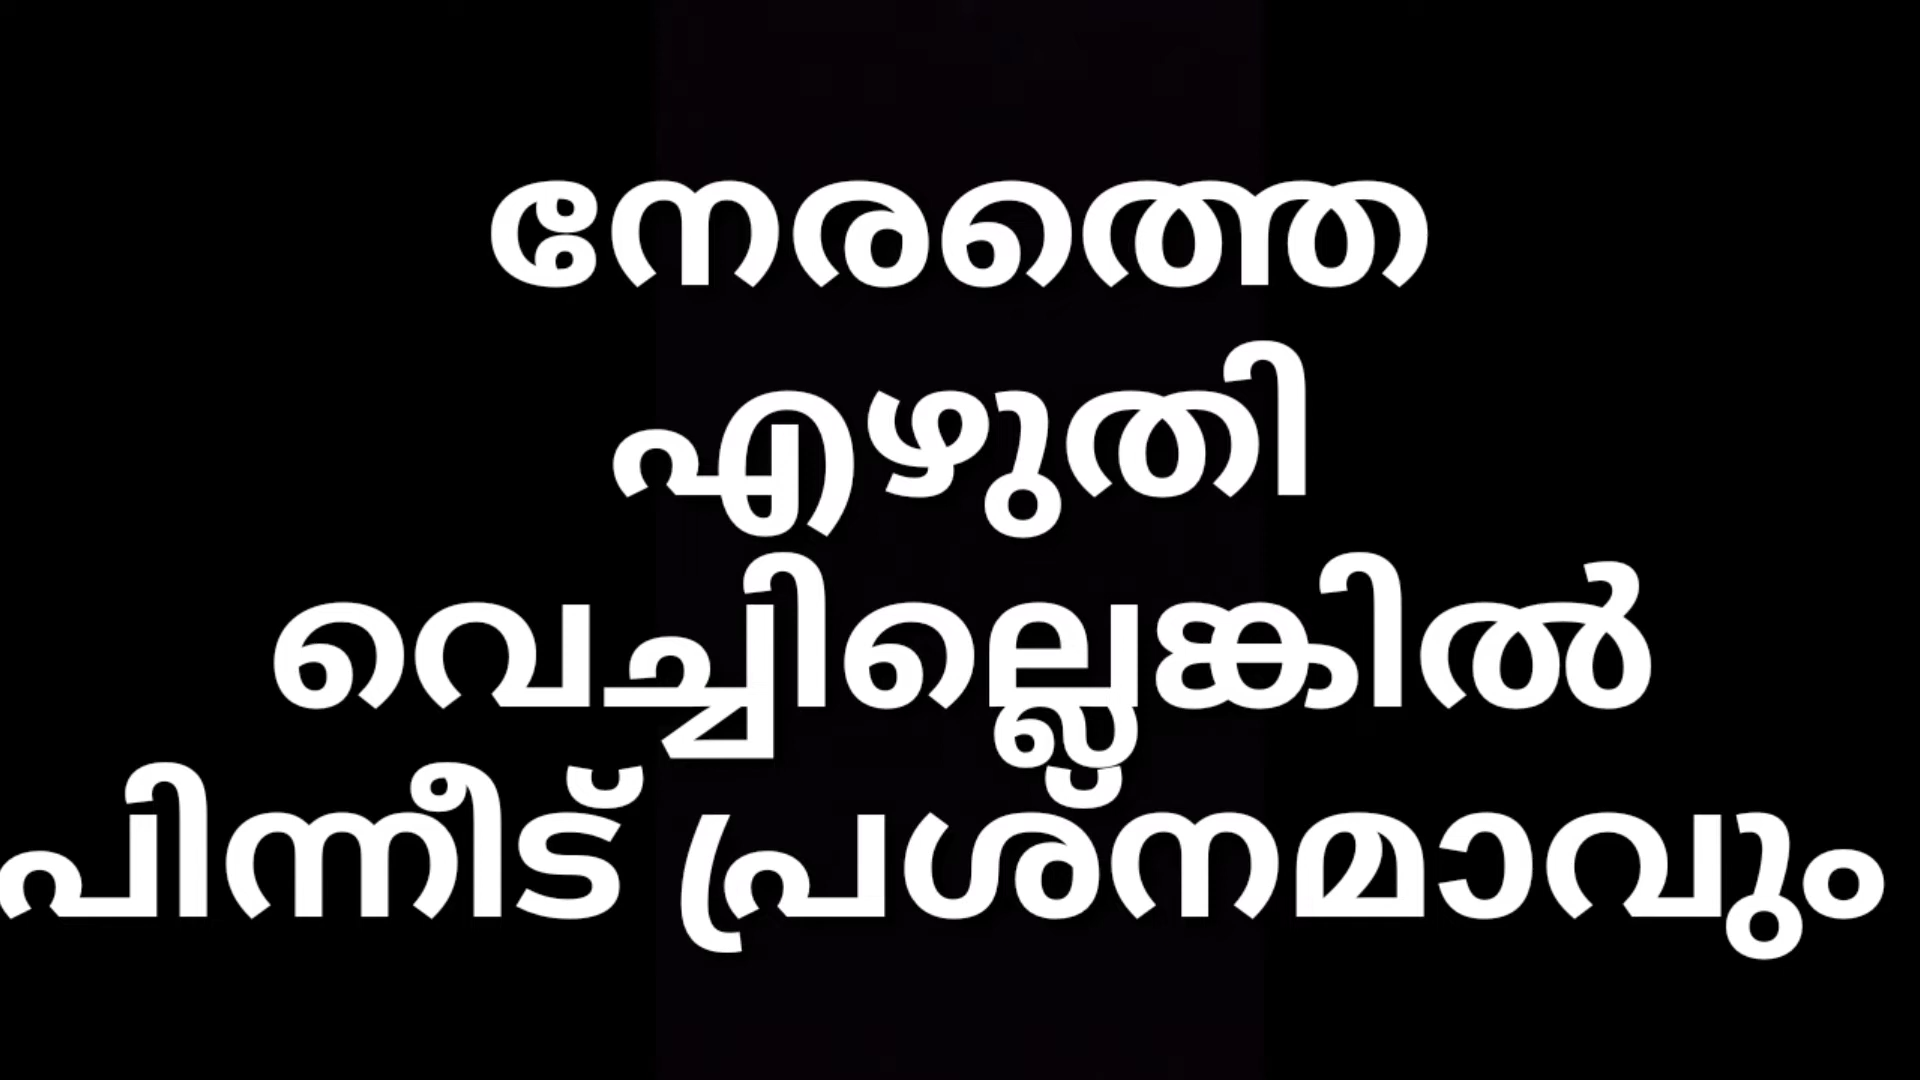 നേരത്തെ
എഴുതി
വെച്ചില്ലെങ്കിൽ
പിന്നീട് പ്രശ്നമാവും